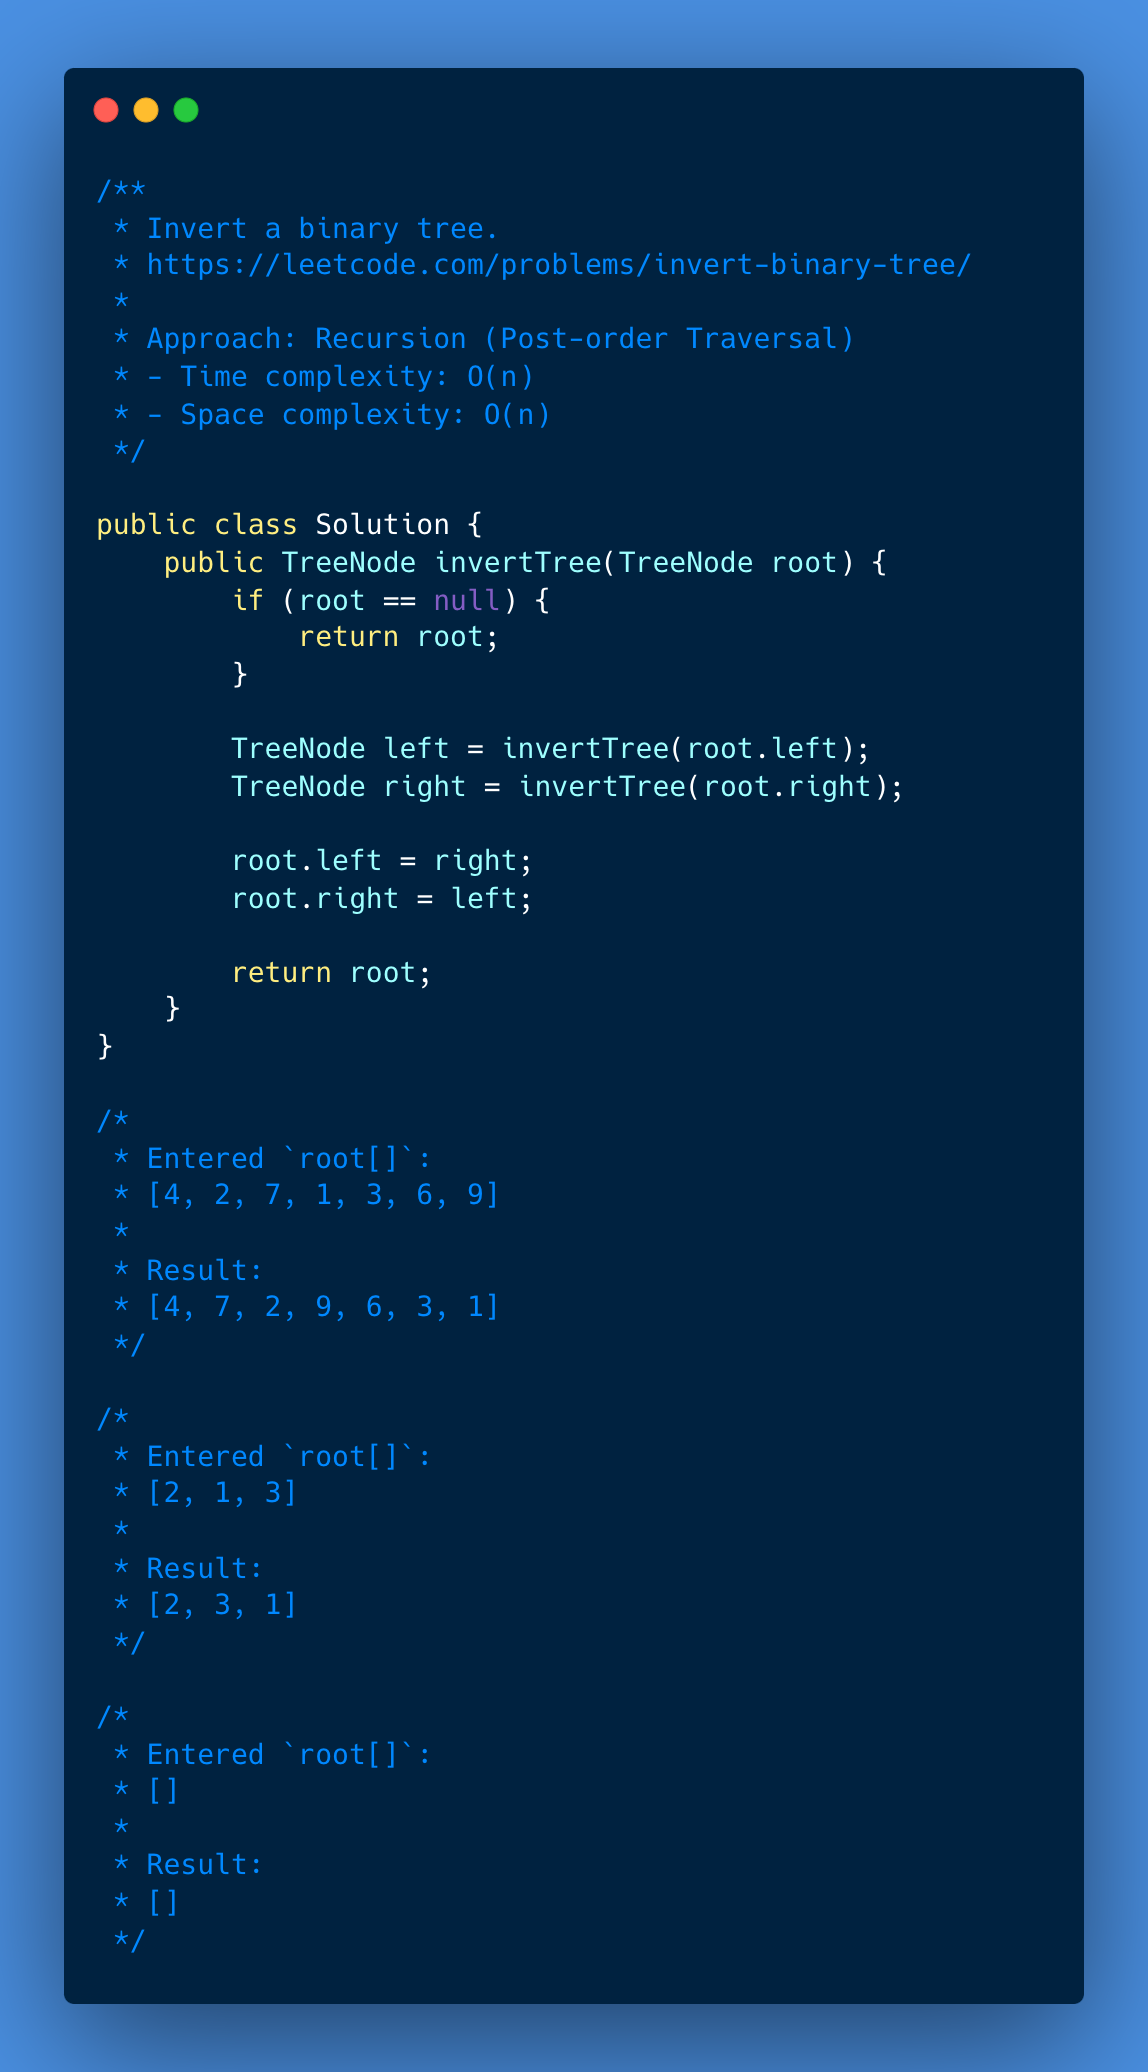 /**
 * Invert a binary tree.
 * https://leetcode.com/problems/invert-binary-tree/
 *
 * Approach: Recursion (Post-order Traversal)
 * - Time complexity: O(n)
 * - Space complexity: O(n)
 */

public class Solution {
    public TreeNode invertTree(TreeNode root) {
        if (root == null) {
            return root;
        }

        TreeNode left = invertTree(root.left);
        TreeNode right = invertTree(root.right);

        root.left = right;
        root.right = left;

        return root;
    }
}

/*
 * Entered `root[]`:
 * [4, 2, 7, 1, 3, 6, 9]
 *
 * Result:
 * [4, 7, 2, 9, 6, 3, 1]
 */

/*
 * Entered `root[]`:
 * [2, 1, 3]
 *
 * Result:
 * [2, 3, 1]
 */

/*
 * Entered `root[]`:
 * []
 *
 * Result:
 * []
 */